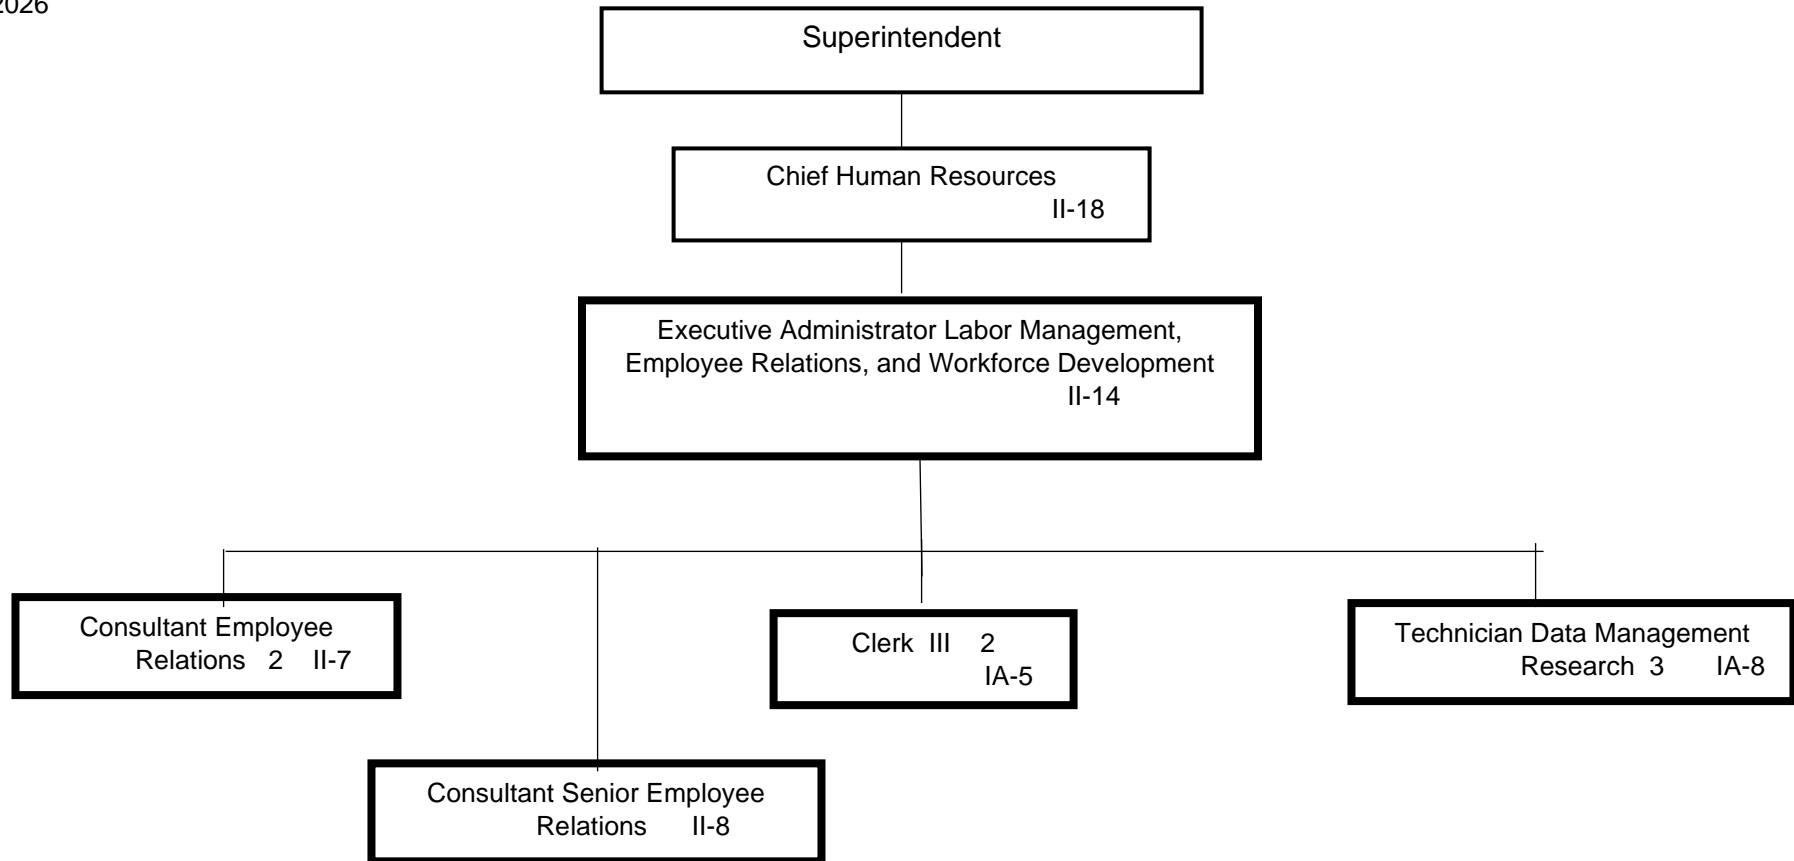 2026
Superintendent
Chief Human Resources
II-18
Executive Administrator Labor Management,
Employee Relations, and Workforce Development
II-14
Consultant Employee
Relations 2 II-7
Clerk III 2
IA-5
Technician Data Management
Research 3 IA-8
Consultant Senior Employee
Relations II-8